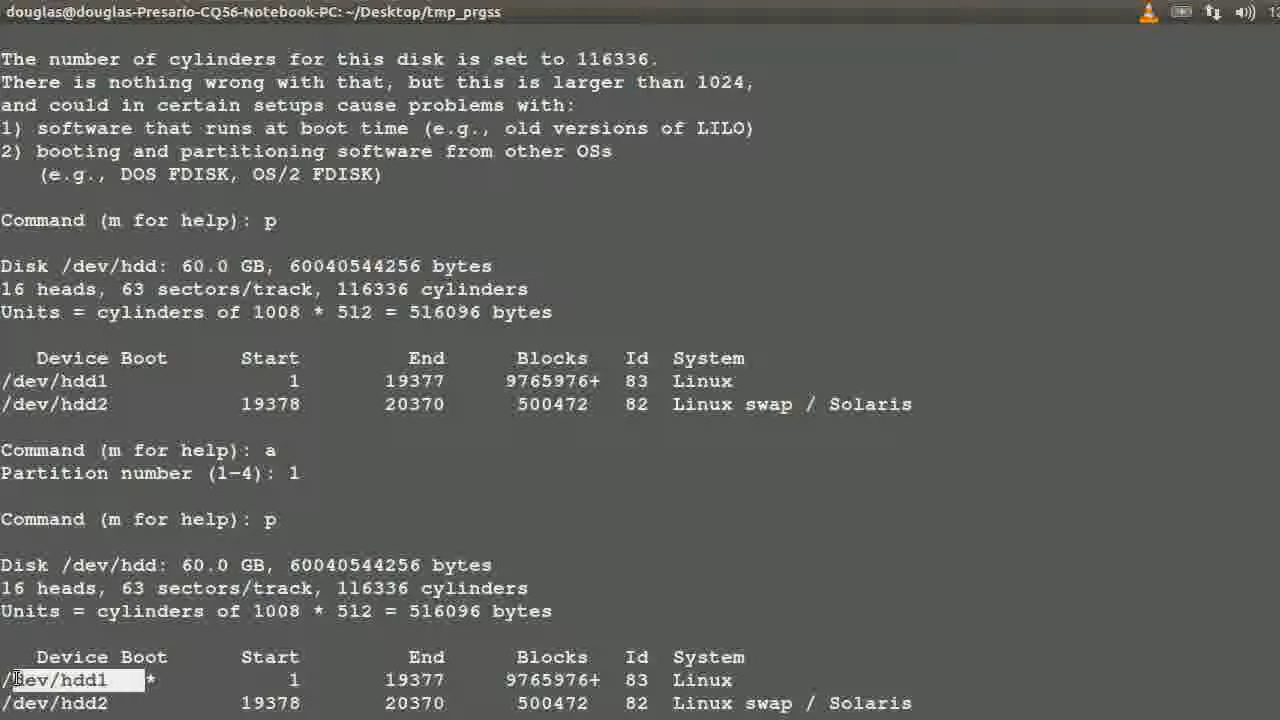 douglas@douglas-Presario-CQ56-Notebook-PC: ~/Desktop/tmp_prgss
The number of cylinders for this disk is set to 116336.
There is nothing wrong with that, but this is larger than 1024,
and could in certain setups cause problems with:
1) software that runs at boot time (e.g., old versions of LILO)
2) booting and partitioning software from other OSs
   (e.g., DOS FDISK, OS/2 FDISK)
Command (m for help): p
Disk /dev/hdd: 60.0 GB, 60040544256 bytes
16 heads, 63 sectors/track, 116336 cylinders
Units = cylinders of 1008 * 512 = 516096 bytes
   Device Boot      Start         End      Blocks   Id  System
/dev/hdd1               1       19377     9765976+  83  Linux
/dev/hdd2           19378       20370      500472   82  Linux swap / Solaris
Command (m for help): a
Partition number (1-4): 1
Command (m for help): p
Disk /dev/hdd: 60.0 GB, 60040544256 bytes
16 heads, 63 sectors/track, 116336 cylinders
Units = cylinders of 1008 * 512 = 516096 bytes
   Device Boot      Start         End      Blocks   Id  System
/dev/hdd1   *           1       19377     9765976+  83  Linux
/dev/hdd2           19378       20370      500472   82  Linux swap / Solaris